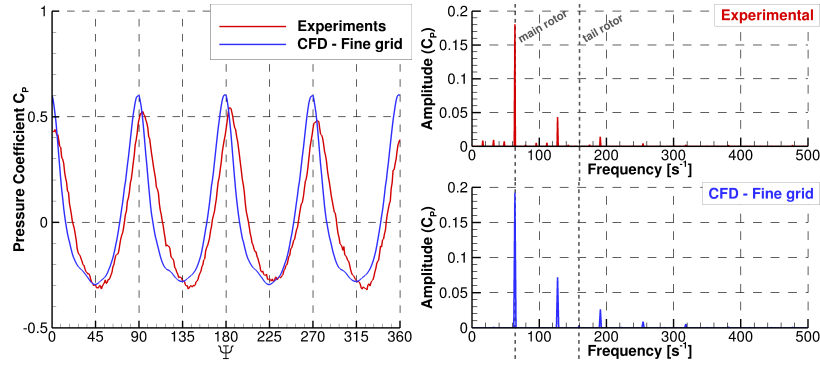 Experiments
CFD - Fine grid
Pressure Coefficient C_P
1
0.5
0
-0.5
0 45 90 135 180 225 270 315 360
Ψ
Experimental
main rotor
tail rotor
Amplitude (C_P)
0.2
0.15
0.1
0.05
0
0 100 200 300 400 500
Frequency [s⁻¹]
CFD - Fine grid
Amplitude (C_P)
0.2
0.15
0.1
0.05
0
0 100 200 300 400 500
Frequency [s⁻¹]